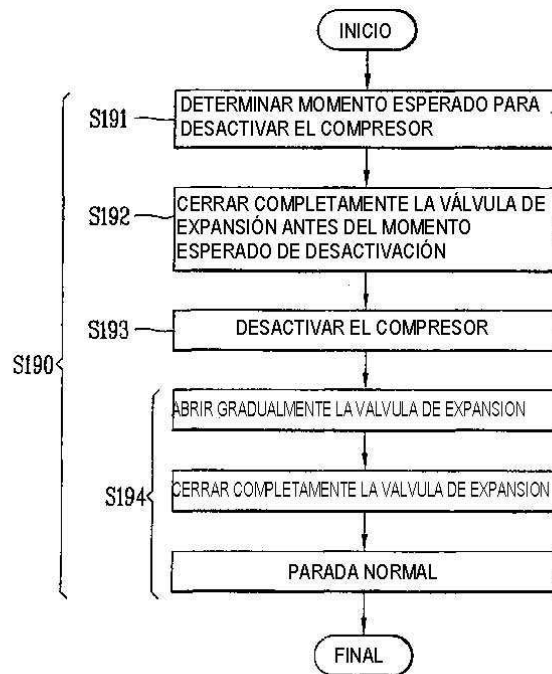 INICIO
S191
DETERMINAR MOMENTO ESPERADO PARA
DESACTIVAR EL COMPRESOR
S192
CERRAR COMPLETAMENTE LA VÁLVULA DE
EXPANSIÓN ANTES DEL MOMENTO
ESPERADO DE DESACTIVACIÓN
S193
DESACTIVAR EL COMPRESOR
S190
ABRIR GRADUALMENTE LA VALVULA DE EXPANSION
S194
CERRAR COMPLETAMENTE LA VALVULA DE EXPANSION
PARADA NORMAL
FINAL